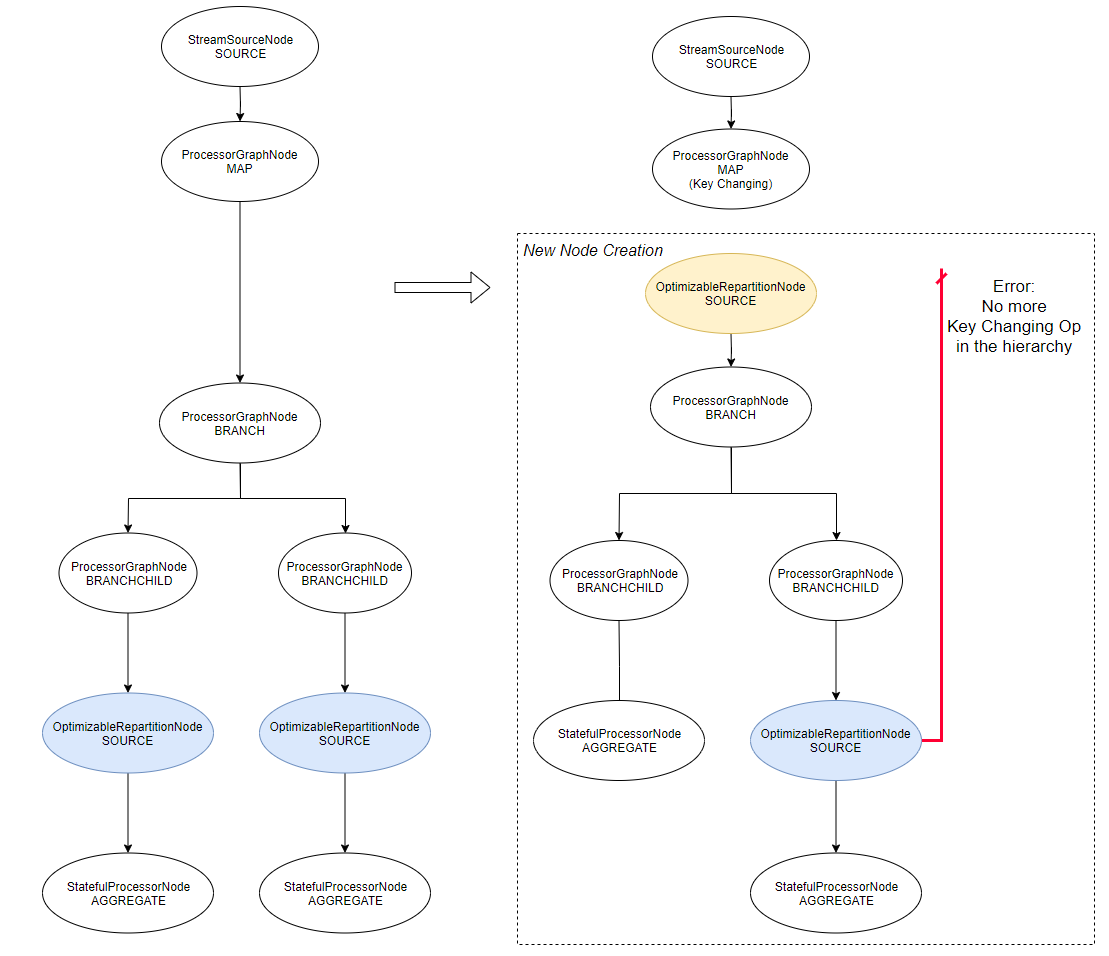 StreamSourceNode
SOURCE
ProcessorGraphNode
MAP
ProcessorGraphNode
BRANCH
ProcessorGraphNode
BRANCHCHILD
ProcessorGraphNode
BRANCHCHILD
OptimizableRepartitionNode
SOURCE
OptimizableRepartitionNode
SOURCE
StatefulProcessorNode
AGGREGATE
StatefulProcessorNode
AGGREGATE
StreamSourceNode
SOURCE
ProcessorGraphNode
MAP
(Key Changing)
New Node Creation
OptimizableRepartitionNode
SOURCE
Error:
No more
Key Changing Op
in the hierarchy
ProcessorGraphNode
BRANCH
ProcessorGraphNode
BRANCHCHILD
ProcessorGraphNode
BRANCHCHILD
StatefulProcessorNode
AGGREGATE
OptimizableRepartitionNode
SOURCE
StatefulProcessorNode
AGGREGATE